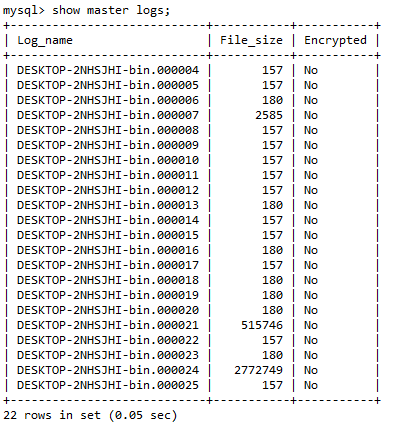 mysql> show master logs;
+----------------------------+-----------+-----------+
| Log_name                   | File_size | Encrypted |
+----------------------------+-----------+-----------+
| DESKTOP-2NHSJHI-bin.000004 |       157 | No        |
| DESKTOP-2NHSJHI-bin.000005 |       157 | No        |
| DESKTOP-2NHSJHI-bin.000006 |       180 | No        |
| DESKTOP-2NHSJHI-bin.000007 |      2585 | No        |
| DESKTOP-2NHSJHI-bin.000008 |       157 | No        |
| DESKTOP-2NHSJHI-bin.000009 |       157 | No        |
| DESKTOP-2NHSJHI-bin.000010 |       157 | No        |
| DESKTOP-2NHSJHI-bin.000011 |       157 | No        |
| DESKTOP-2NHSJHI-bin.000012 |       157 | No        |
| DESKTOP-2NHSJHI-bin.000013 |       180 | No        |
| DESKTOP-2NHSJHI-bin.000014 |       157 | No        |
| DESKTOP-2NHSJHI-bin.000015 |       157 | No        |
| DESKTOP-2NHSJHI-bin.000016 |       180 | No        |
| DESKTOP-2NHSJHI-bin.000017 |       157 | No        |
| DESKTOP-2NHSJHI-bin.000018 |       180 | No        |
| DESKTOP-2NHSJHI-bin.000019 |       180 | No        |
| DESKTOP-2NHSJHI-bin.000020 |       180 | No        |
| DESKTOP-2NHSJHI-bin.000021 |    515746 | No        |
| DESKTOP-2NHSJHI-bin.000022 |       157 | No        |
| DESKTOP-2NHSJHI-bin.000023 |       180 | No        |
| DESKTOP-2NHSJHI-bin.000024 |   2772749 | No        |
| DESKTOP-2NHSJHI-bin.000025 |       157 | No        |
+----------------------------+-----------+-----------+
22 rows in set (0.05 sec)